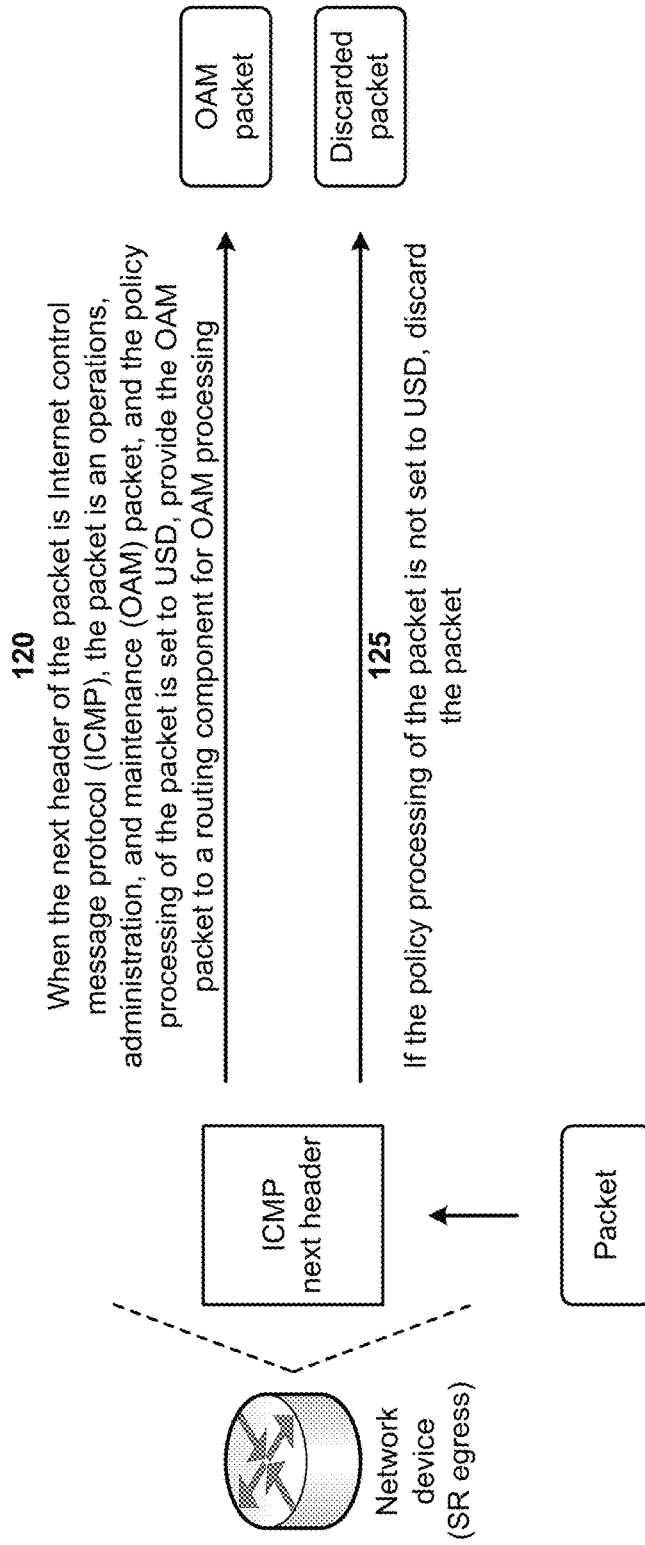 120
When the next header of the packet is Internet control
message protocol (ICMP), the packet is an operations,
administration, and maintenance (OAM) packet, and the policy
processing of the packet is set to USD, provide the OAM
packet to a routing component for OAM processing
OAM
packet
ICMP
next header
125
If the policy processing of the packet is not set to USD, discard
the packet
Discarded
packet
Network
device
(SR egress)
Packet